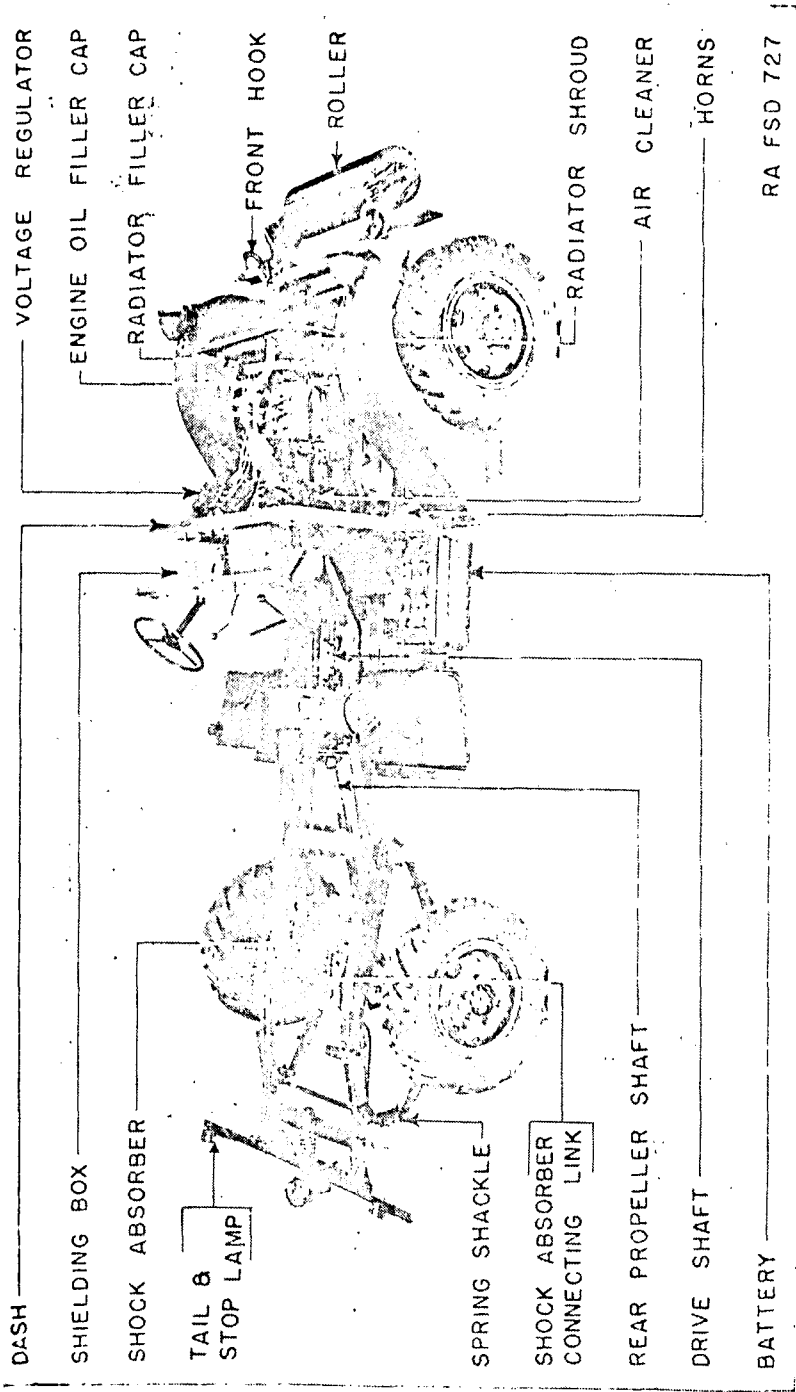 DASH
SHIELDING BOX
SHOCK ABSORBER
TAIL &
STOP LAMP
VOLTAGE REGULATOR
ENGINE OIL FILLER CAP
RADIATOR FILLER CAP
FRONT HOOK
ROLLER
SPRING SHACKLE
SHOCK ABSORBER
CONNECTING LINK
REAR PROPELLER SHAFT
DRIVE SHAFT
BATTERY
RADIATOR SHROUD
AIR CLEANER
HORNS
RA FSD 727